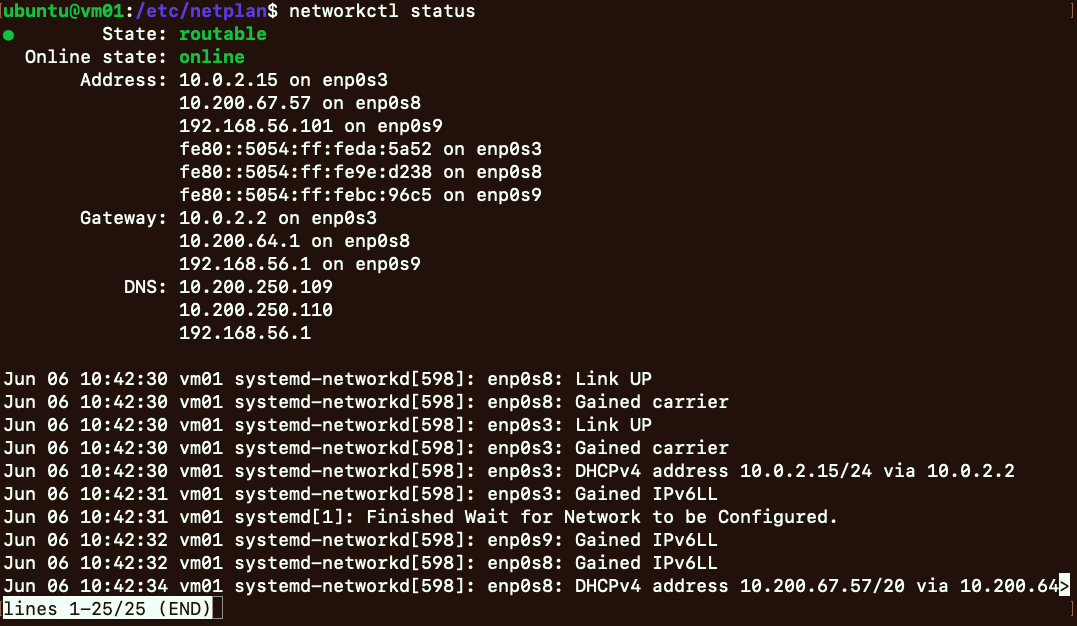 [ubuntu@vm01:/etc/netplan$ networkctl status ]
● State: routable
Online state: online
Address: 10.0.2.15 on enp0s3
10.200.67.57 on enp0s8
192.168.56.101 on enp0s9
fe80::5054:ff:feda:5a52 on enp0s3
fe80::5054:ff:fe9e:d238 on enp0s8
fe80::5054:ff:febc:96c5 on enp0s9
Gateway: 10.0.2.2 on enp0s3
10.200.64.1 on enp0s8
192.168.56.1 on enp0s9
DNS: 10.200.250.109
10.200.250.110
192.168.56.1
Jun 06 10:42:30 vm01 systemd-networkd[598]: enp0s8: Link UP
Jun 06 10:42:30 vm01 systemd-networkd[598]: enp0s8: Gained carrier
Jun 06 10:42:30 vm01 systemd-networkd[598]: enp0s3: Link UP
Jun 06 10:42:30 vm01 systemd-networkd[598]: enp0s3: Gained carrier
Jun 06 10:42:30 vm01 systemd-networkd[598]: enp0s3: DHCPv4 address 10.0.2.15/24 via 10.0.2.2
Jun 06 10:42:31 vm01 systemd-networkd[598]: enp0s3: Gained IPv6LL
Jun 06 10:42:31 vm01 systemd[1]: Finished Wait for Network to be Configured.
Jun 06 10:42:32 vm01 systemd-networkd[598]: enp0s9: Gained IPv6LL
Jun 06 10:42:32 vm01 systemd-networkd[598]: enp0s8: Gained IPv6LL
Jun 06 10:42:34 vm01 systemd-networkd[598]: enp0s8: DHCPv4 address 10.200.67.57/20 via 10.200.64>
lines 1-25/25 (END) ]